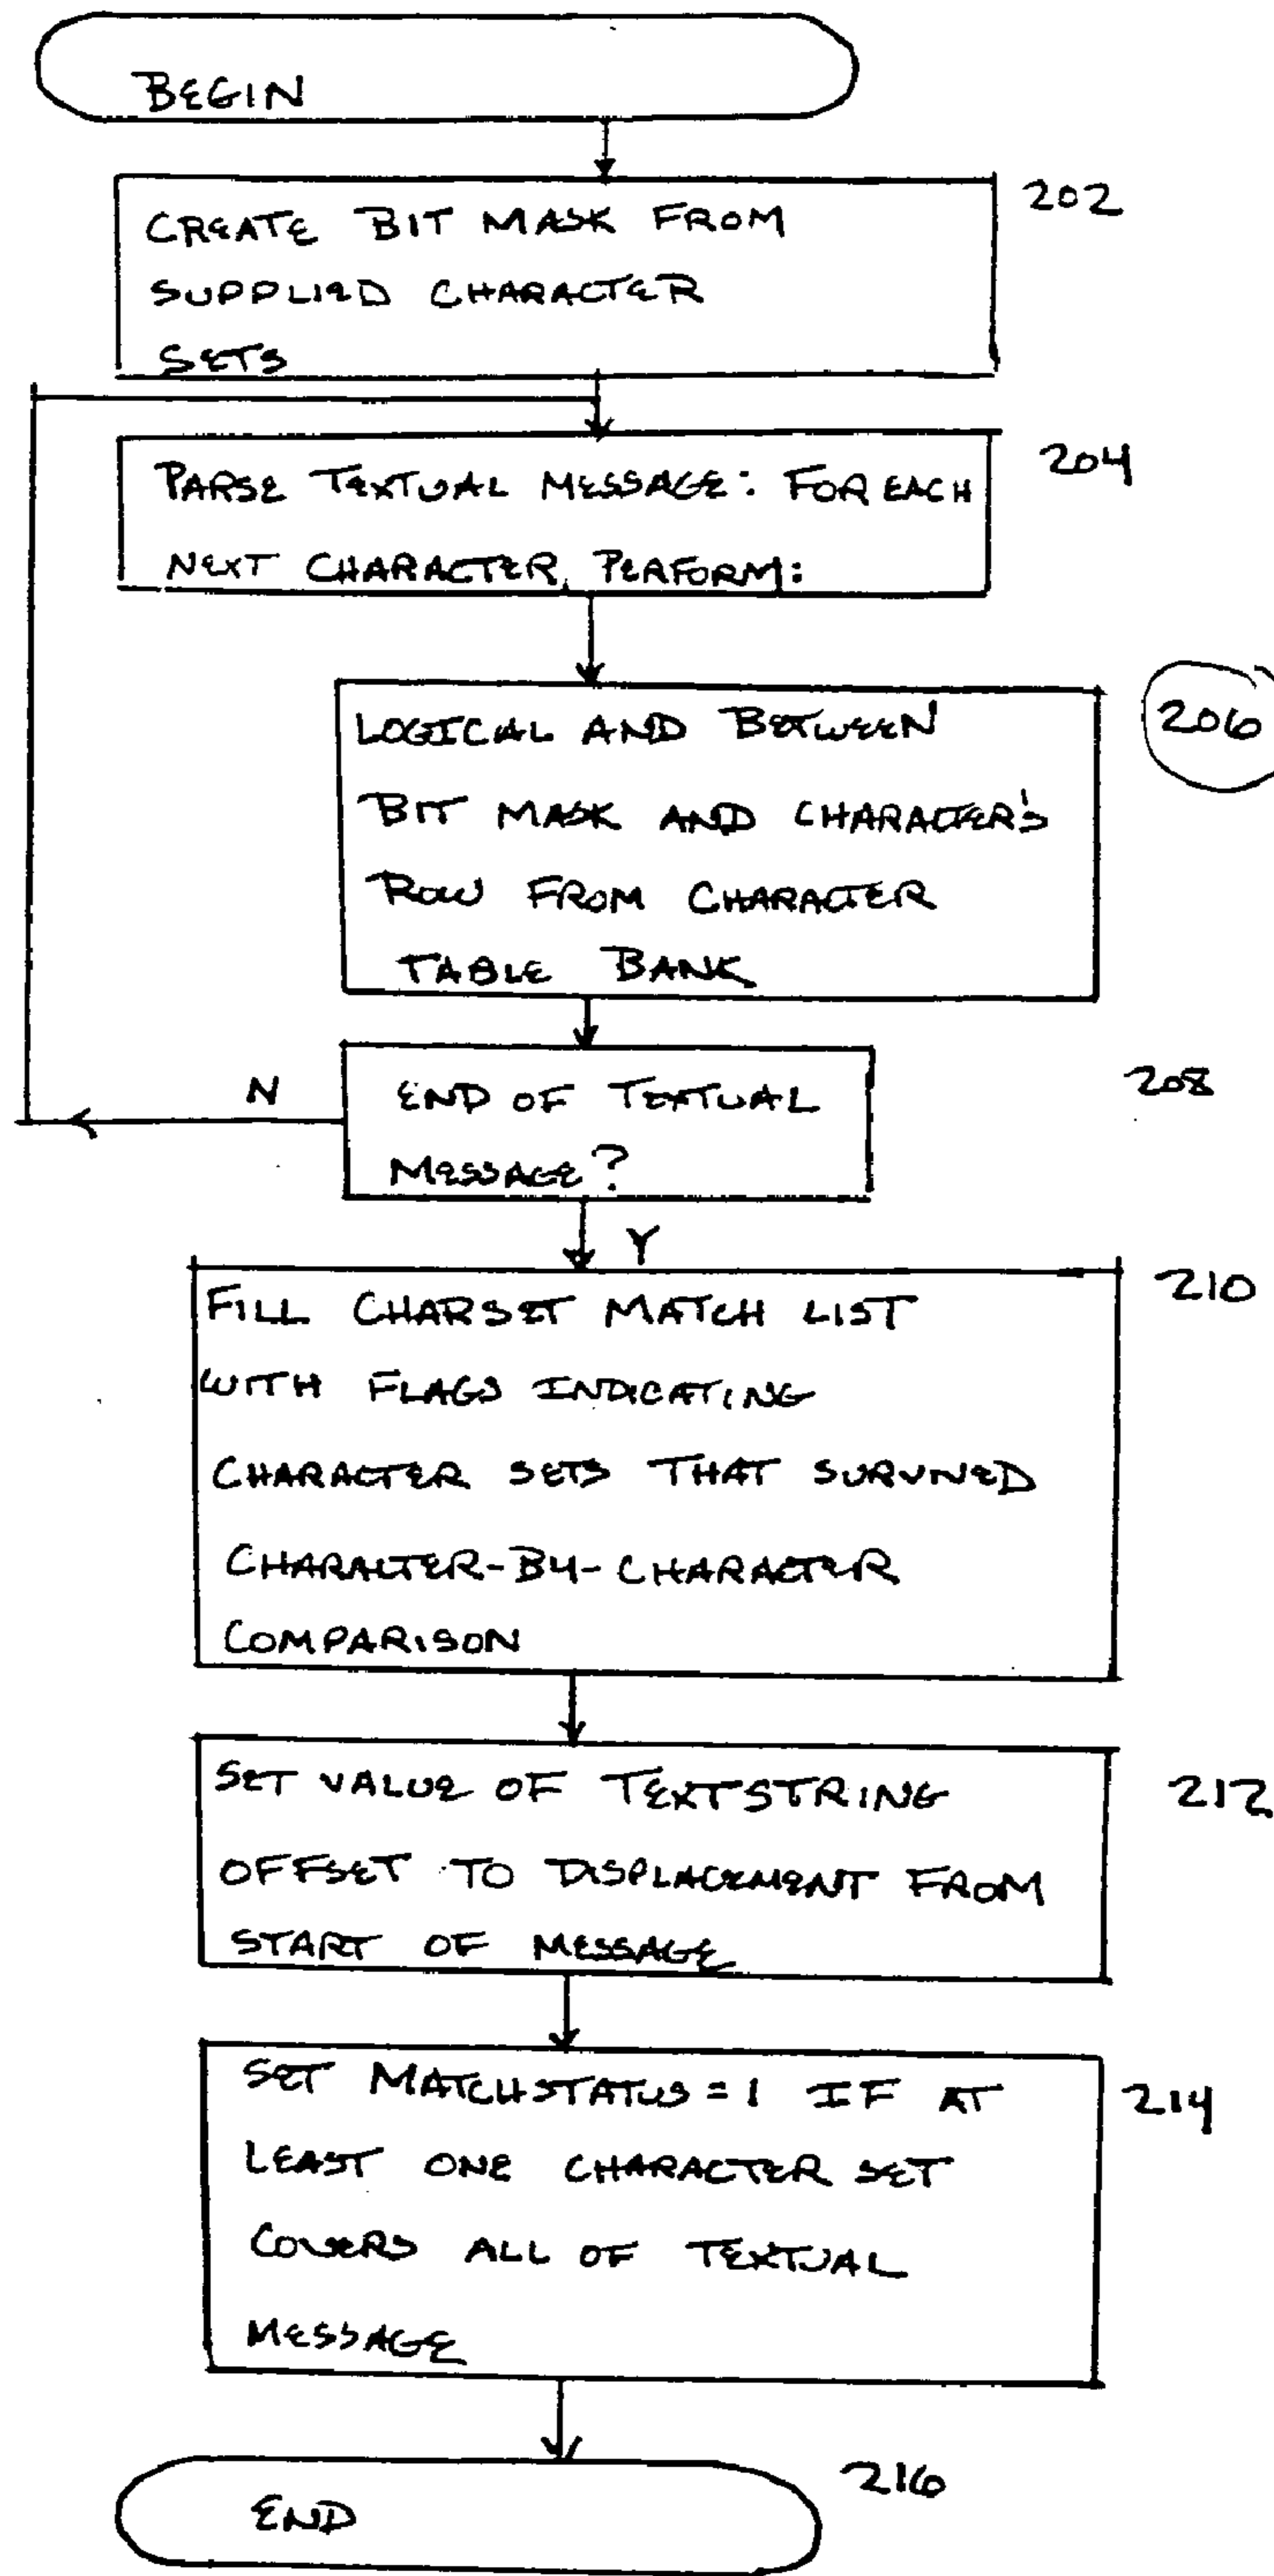 BEGIN
202
CREATE BIT MASK FROM
SUPPLIED CHARACTER
SETS
204
PARSE TEXTUAL MESSAGE: FOR EACH
NEXT CHARACTER, PERFORM:
206
LOGICAL AND BETWEEN
BIT MASK AND CHARACTER'S
ROW FROM CHARACTER
TABLE BANK
208
N
END OF TEXTUAL
MESSAGE?
Y
210
FILL CHARSET MATCH LIST
WITH FLAGS INDICATING
CHARACTER SETS THAT SURVIVED
CHARACTER-BY-CHARACTER
COMPARISON
212
SET VALUE OF TEXTSTRING
OFFSET TO DISPLACEMENT FROM
START OF MESSAGE
214
SET MATCHSTATUS=1 IF AT
LEAST ONE CHARACTER SET
COVERS ALL OF TEXTUAL
MESSAGE
216
END